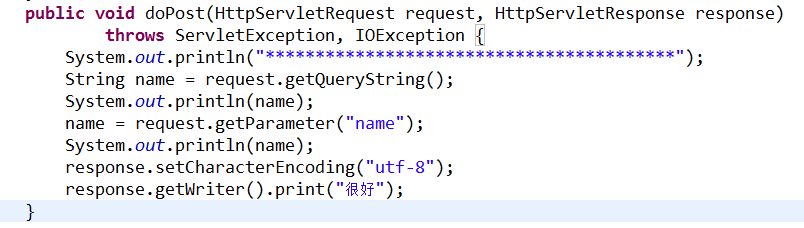 public void doPost(HttpServletRequest request, HttpServletResponse response)
throws ServletException, IOException {
System.out.println("*****************************************");
String name = request.getQueryString();
System.out.println(name);
name = request.getParameter("name");
System.out.println(name);
response.setCharacterEncoding("utf-8");
response.getWriter().print("很好");
}